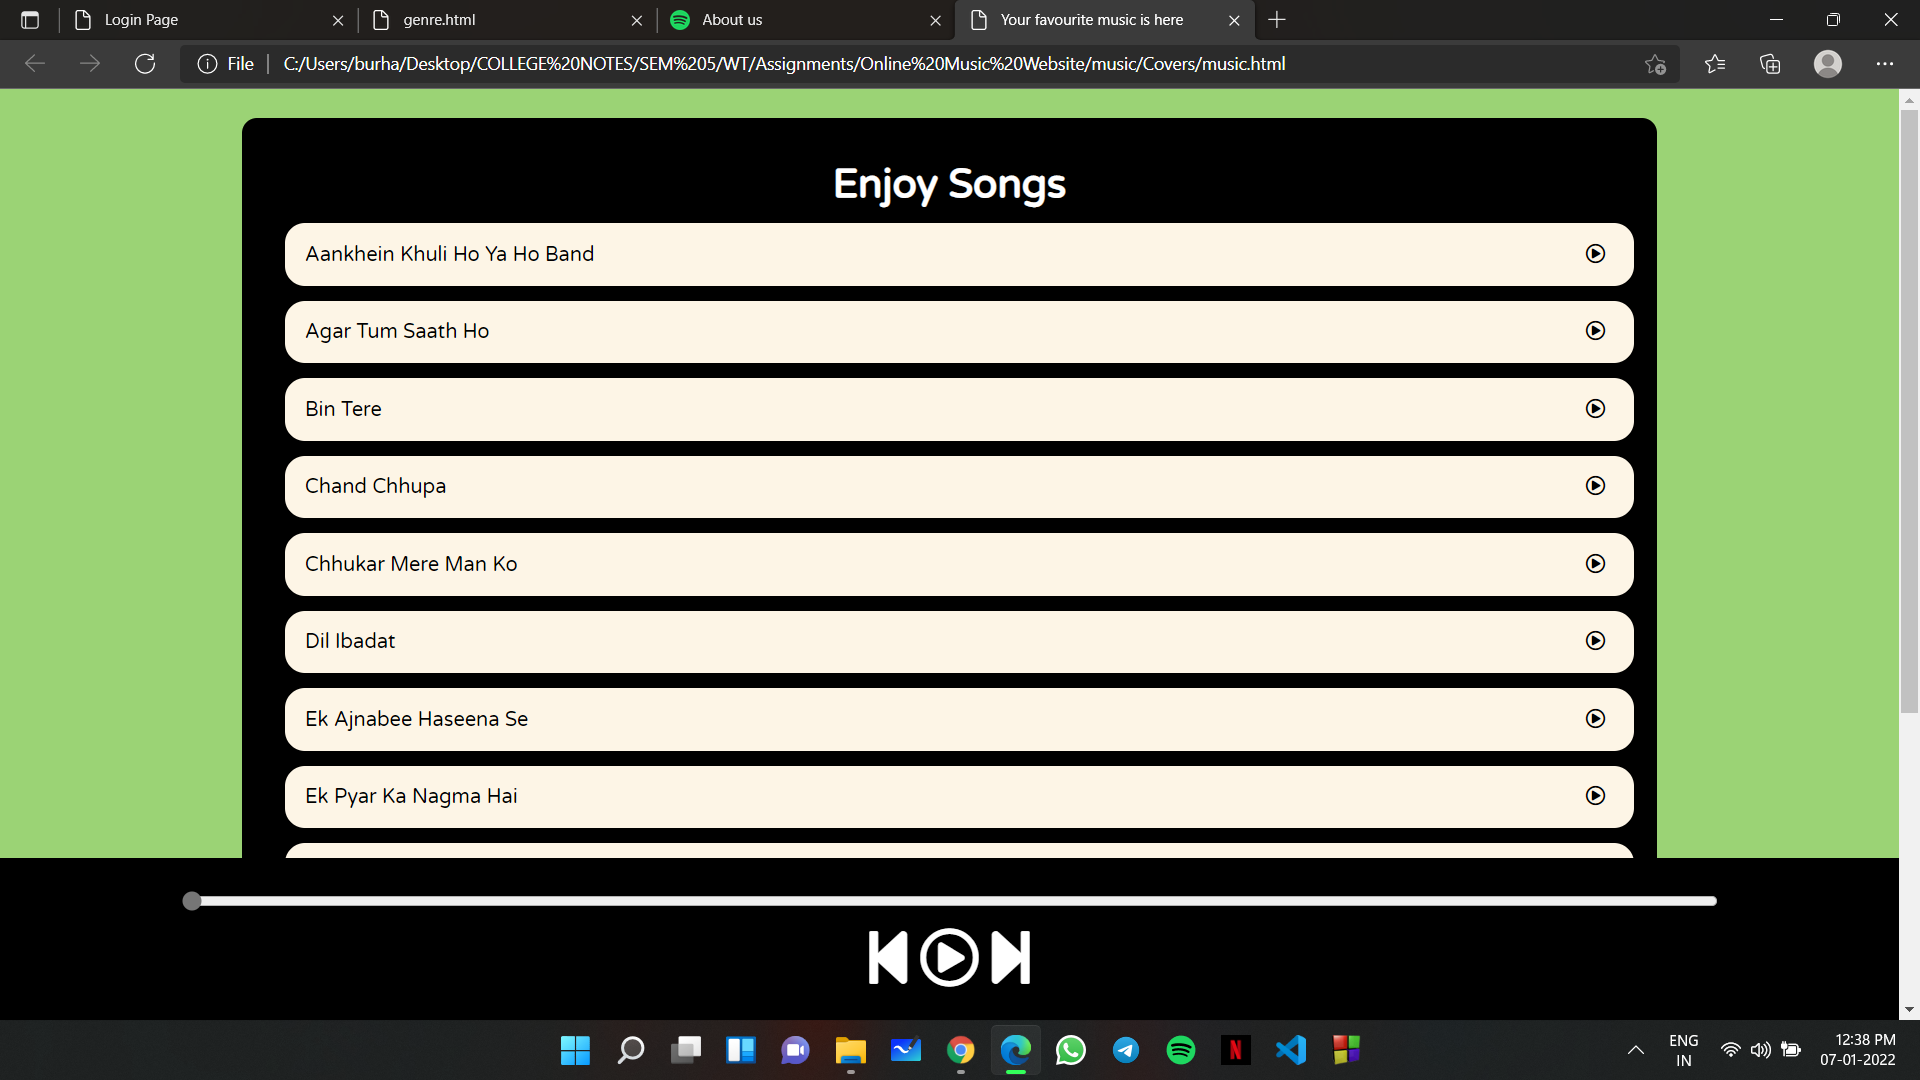 Login Page
genre.html
About us
Your favourite music is here
File
C:/Users/burha/Desktop/COLLEGE%20NOTES/SEM%205/WT/Assignments/Online%20Music%20Website/music/Covers/music.html
Enjoy Songs
Aankhein Khuli Ho Ya Ho Band
Agar Tum Saath Ho
Bin Tere
Chand Chhupa
Chhukar Mere Man Ko
Dil Ibadat
Ek Ajnabee Haseena Se
Ek Pyar Ka Nagma Hai
N
ENG
IN
12:38 PM
07-01-2022